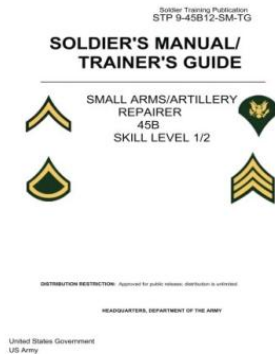 Soldier Training Publication
STP 9-45B12-SM-TG
SOLDIER'S MANUAL/
TRAINER'S GUIDE
SMALL ARMS/ARTILLERY
REPAIRER
45B
SKILL LEVEL 1/2
DISTRIBUTION RESTRICTION: Approved for public release; distribution is unlimited.
HEADQUARTERS, DEPARTMENT OF THE ARMY
United States Government
US Army